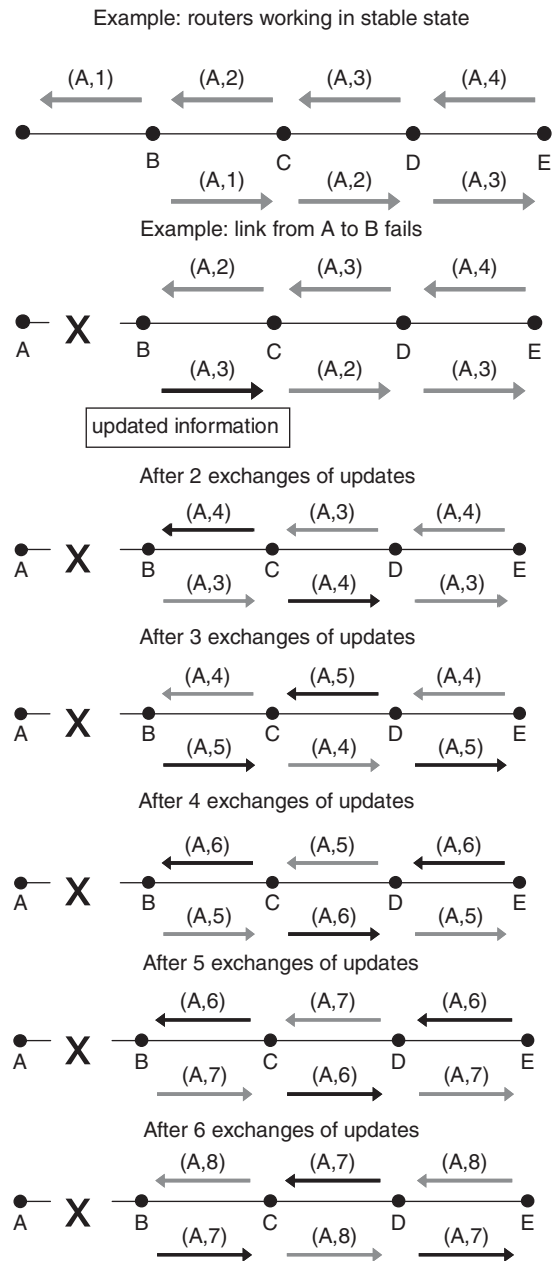 Example: routers working in stable state
(A,1) (A,2) (A,3) (A,4)
B C D E
(A,1) (A,2) (A,3)
Example: link from A to B fails
(A,2) (A,3) (A,4)
A X B C D E
(A,3) (A,2) (A,3)
updated information
After 2 exchanges of updates
(A,4) (A,3) (A,4)
A X B C D E
(A,3) (A,4) (A,3)
After 3 exchanges of updates
(A,4) (A,5) (A,4)
A X B C D E
(A,5) (A,4) (A,5)
After 4 exchanges of updates
(A,6) (A,5) (A,6)
A X B C D E
(A,5) (A,6) (A,5)
After 5 exchanges of updates
(A,6) (A,7) (A,6)
A X B C D E
(A,7) (A,6) (A,7)
After 6 exchanges of updates
(A,8) (A,7) (A,8)
A X B C D E
(A,7) (A,8) (A,7)